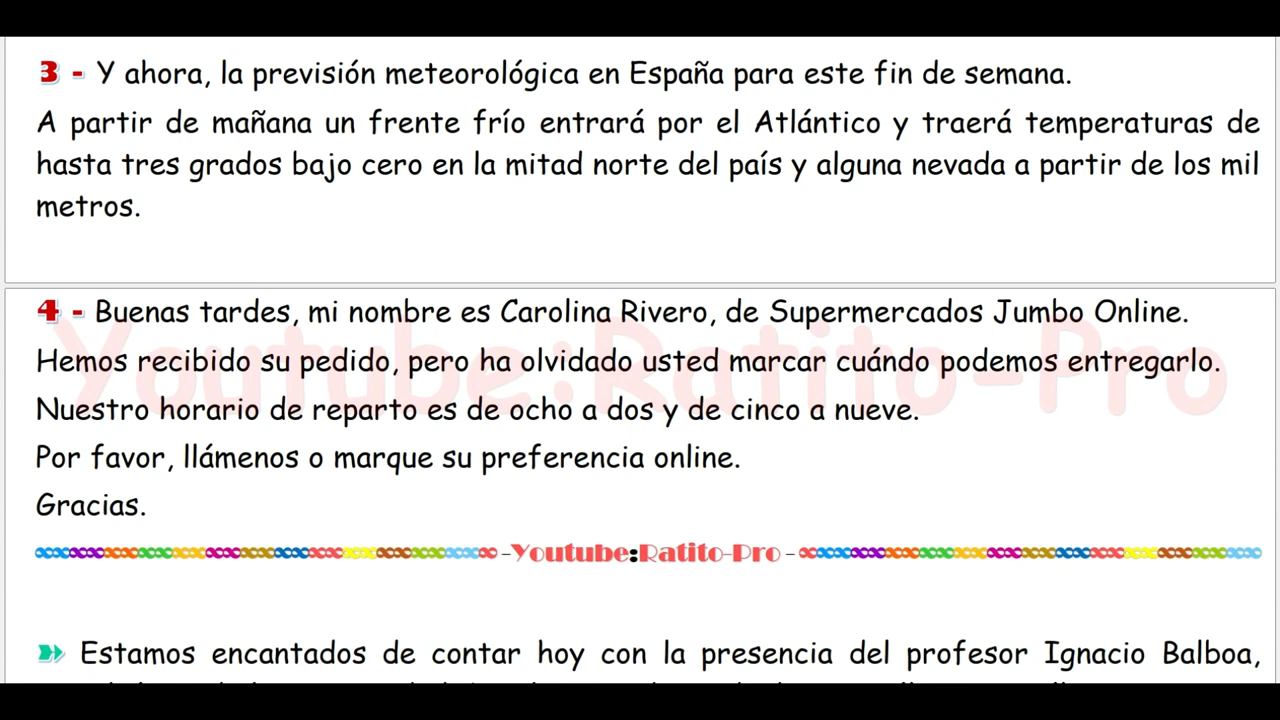 3 - Y ahora, la previsión meteorológica en España para este fin de semana.
A partir de mañana un frente frío entrará por el Atlántico y traerá temperaturas de
hasta tres grados bajo cero en la mitad norte del país y alguna nevada a partir de los mil
metros.
4 - Buenas tardes, mi nombre es Carolina Rivero, de Supermercados Jumbo Online.
Youtube:Ratito-Pro
Hemos recibido su pedido, pero ha olvidado usted marcar cuándo podemos entregarlo.
Nuestro horario de reparto es de ocho a dos y de cinco a nueve.
Por favor, llámenos o marque su preferencia online.
Gracias.
-Youtube:Ratito-Pro-
Estamos encantados de contar hoy con la presencia del profesor Ignacio Balboa,